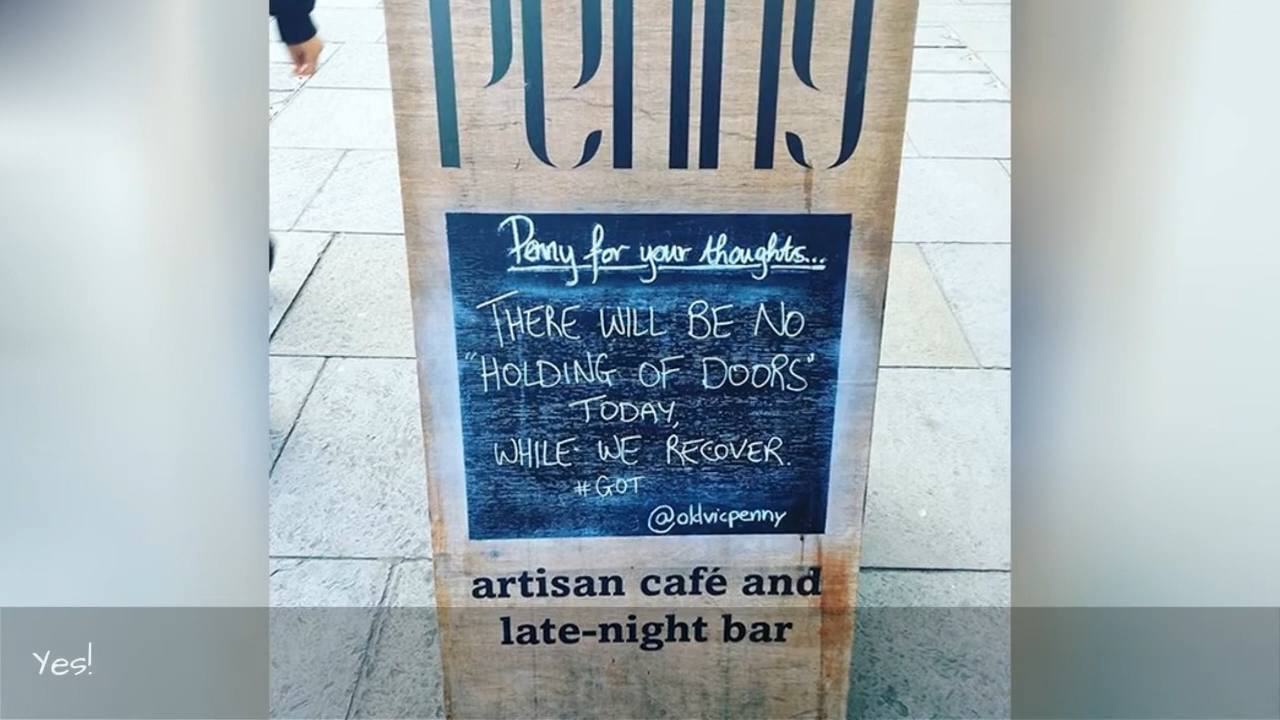 Penny
Penny for your thoughts...
THERE WILL BE NO
"HOLDING OF DOORS"
TODAY,
WHILE WE RECOVER.
#GOT
@oldvicpenny
artisan café and
late-night bar
Yes!